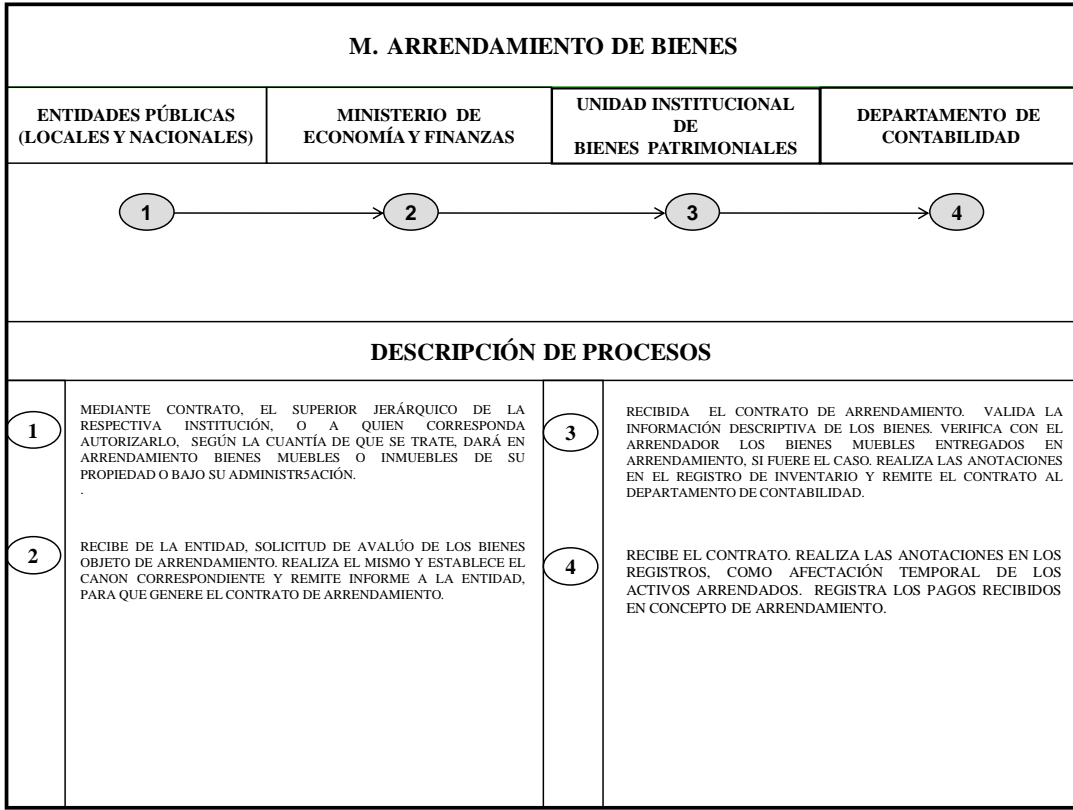 M. ARRENDAMIENTO DE BIENES
ENTIDADES PÚBLICAS
(LOCALES Y NACIONALES)
MINISTERIO DE
ECONOMÍA Y FINANZAS
UNIDAD INSTITUCIONAL
DE
BIENES PATRIMONIALES
DEPARTAMENTO DE
CONTABILIDAD
1
2
3
4
DESCRIPCIÓN DE PROCESOS
1
MEDIANTE CONTRATO, EL SUPERIOR JERÁRQUICO DE LA
RESPECTIVA INSTITUCIÓN, O A QUIEN CORRESPONDA
AUTORIZARLO, SEGÚN LA CUANTÍA DE QUE SE TRATE, DARÁ EN
ARRENDAMIENTO BIENES MUEBLES O INMUEBLES DE SU
PROPIEDAD O BAJO SU ADMINISTR5ACIÓN.
.
2
RECIBE DE LA ENTIDAD, SOLICITUD DE AVALÚO DE LOS BIENES
OBJETO DE ARRENDAMIENTO. REALIZA EL MISMO Y ESTABLECE EL
CANON CORRESPONDIENTE Y REMITE INFORME A LA ENTIDAD,
PARA QUE GENERE EL CONTRATO DE ARRENDAMIENTO.
3
RECIBIDA EL CONTRATO DE ARRENDAMIENTO. VALIDA LA
INFORMACIÓN DESCRIPTIVA DE LOS BIENES. VERIFICA CON EL
ARRENDADOR LOS BIENES MUEBLES ENTREGADOS EN
ARRENDAMIENTO, SI FUERE EL CASO. REALIZA LAS ANOTACIONES
EN EL REGISTRO DE INVENTARIO Y REMITE EL CONTRATO AL
DEPARTAMENTO DE CONTABILIDAD.
4
RECIBE EL CONTRATO. REALIZA LAS ANOTACIONES EN LOS
REGISTROS, COMO AFECTACIÓN TEMPORAL DE LOS
ACTIVOS ARRENDADOS. REGISTRA LOS PAGOS RECIBIDOS
EN CONCEPTO DE ARRENDAMIENTO.